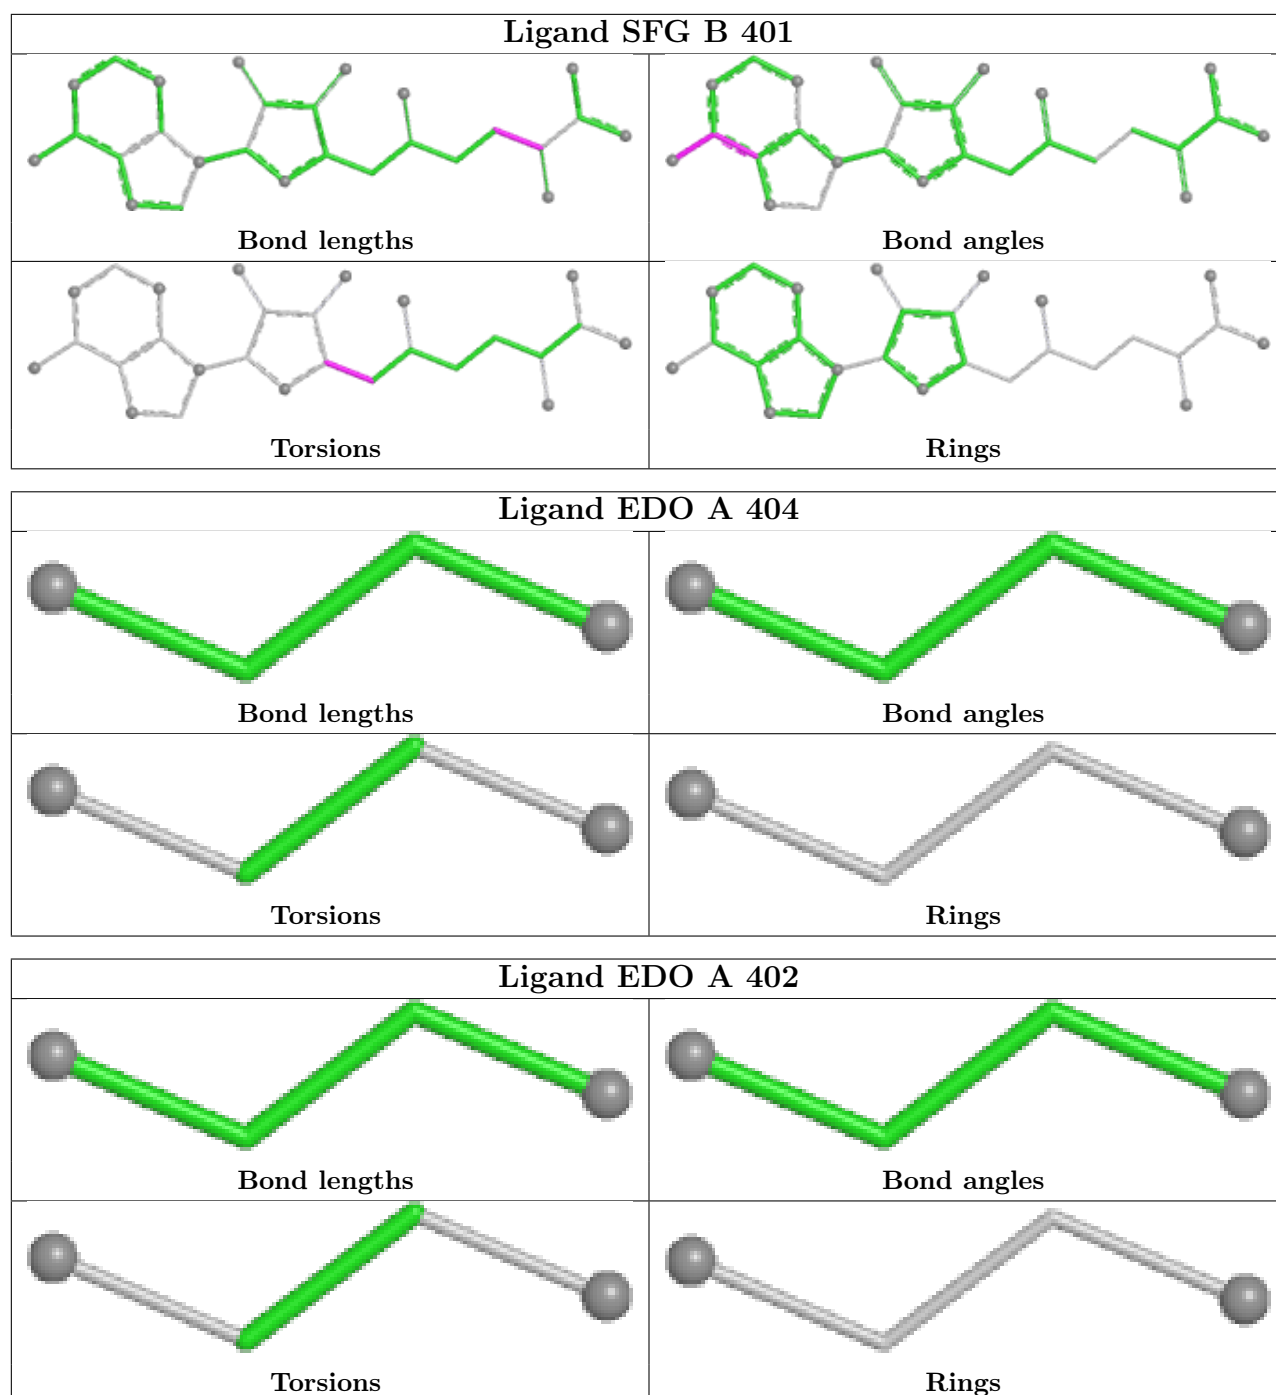 Ligand SFG B 401
Bond lengths
Bond angles
Torsions
Rings
Ligand EDO A 404
Bond lengths
Bond angles
Torsions
Rings
Ligand EDO A 402
Bond lengths
Bond angles
Torsions
Rings